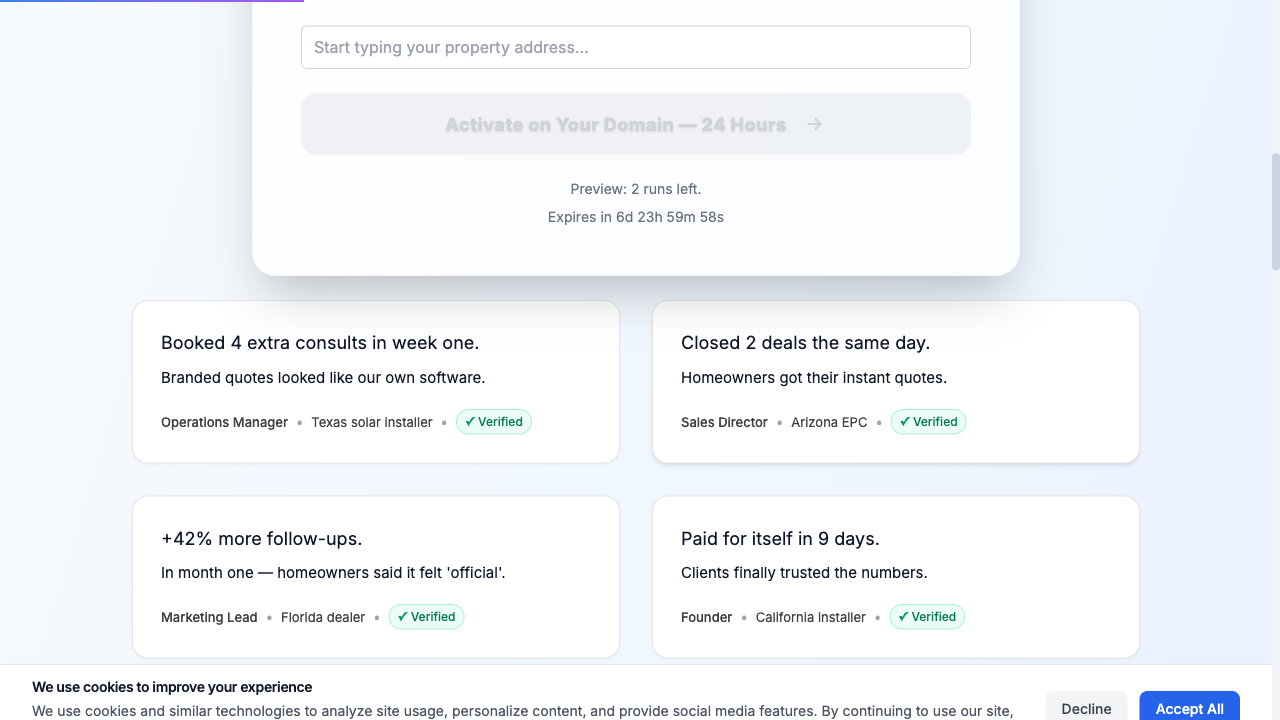 Start typing your property address...
Activate on Your Domain — 24 Hours →
Preview: 2 runs left.
Expires in 6d 23h 59m 58s
Booked 4 extra consults in week one.
Branded quotes looked like our own software.
Operations Manager • Texas solar installer • ✓ Verified
Closed 2 deals the same day.
Homeowners got their instant quotes.
Sales Director • Arizona EPC • ✓ Verified
+42% more follow-ups.
In month one — homeowners said it felt 'official'.
Marketing Lead • Florida dealer • ✓ Verified
Paid for itself in 9 days.
Clients finally trusted the numbers.
Founder • California installer • ✓ Verified
We use cookies to improve your experience
We use cookies and similar technologies to analyze site usage, personalize content, and provide social media features. By continuing to use our site,
Decline
Accept All